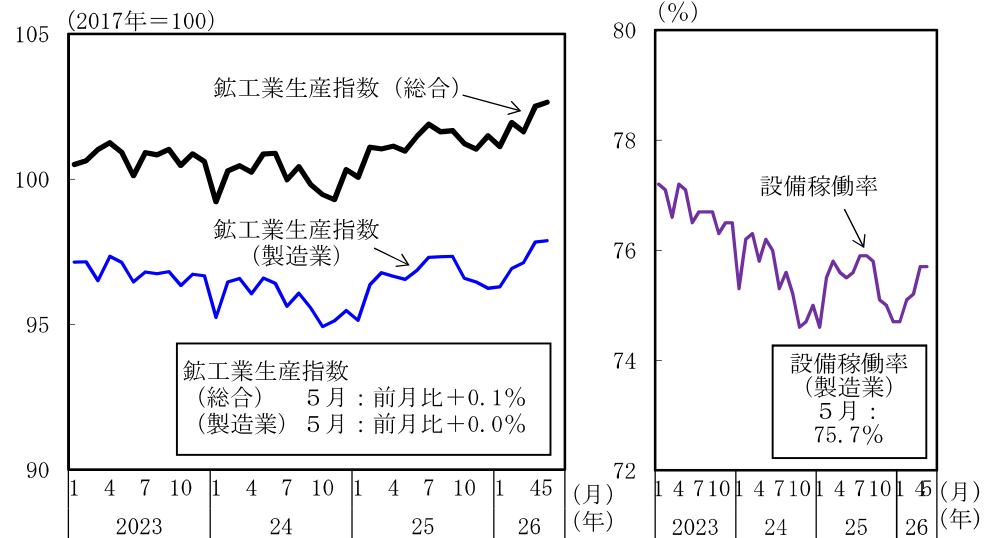 (2017年＝100)
105
100
95
90
鉱工業生産指数（総合）
鉱工業生産指数
（製造業）
鉱工業生産指数
（総合）　５月：前月比＋0.1％
（製造業）５月：前月比＋0.0％
1 4 7 10 1 4 7 10 1 4 7 10 1 45 (月)
2023 24 25 26 (年)
(％)
80
78
76
74
72
設備稼働率
設備稼働率
（製造業）
５月：
75.7％
1 4 7 10 1 4 7 10 1 4 7 10 1 4 5 (月)
2023 24 25 26 (年)